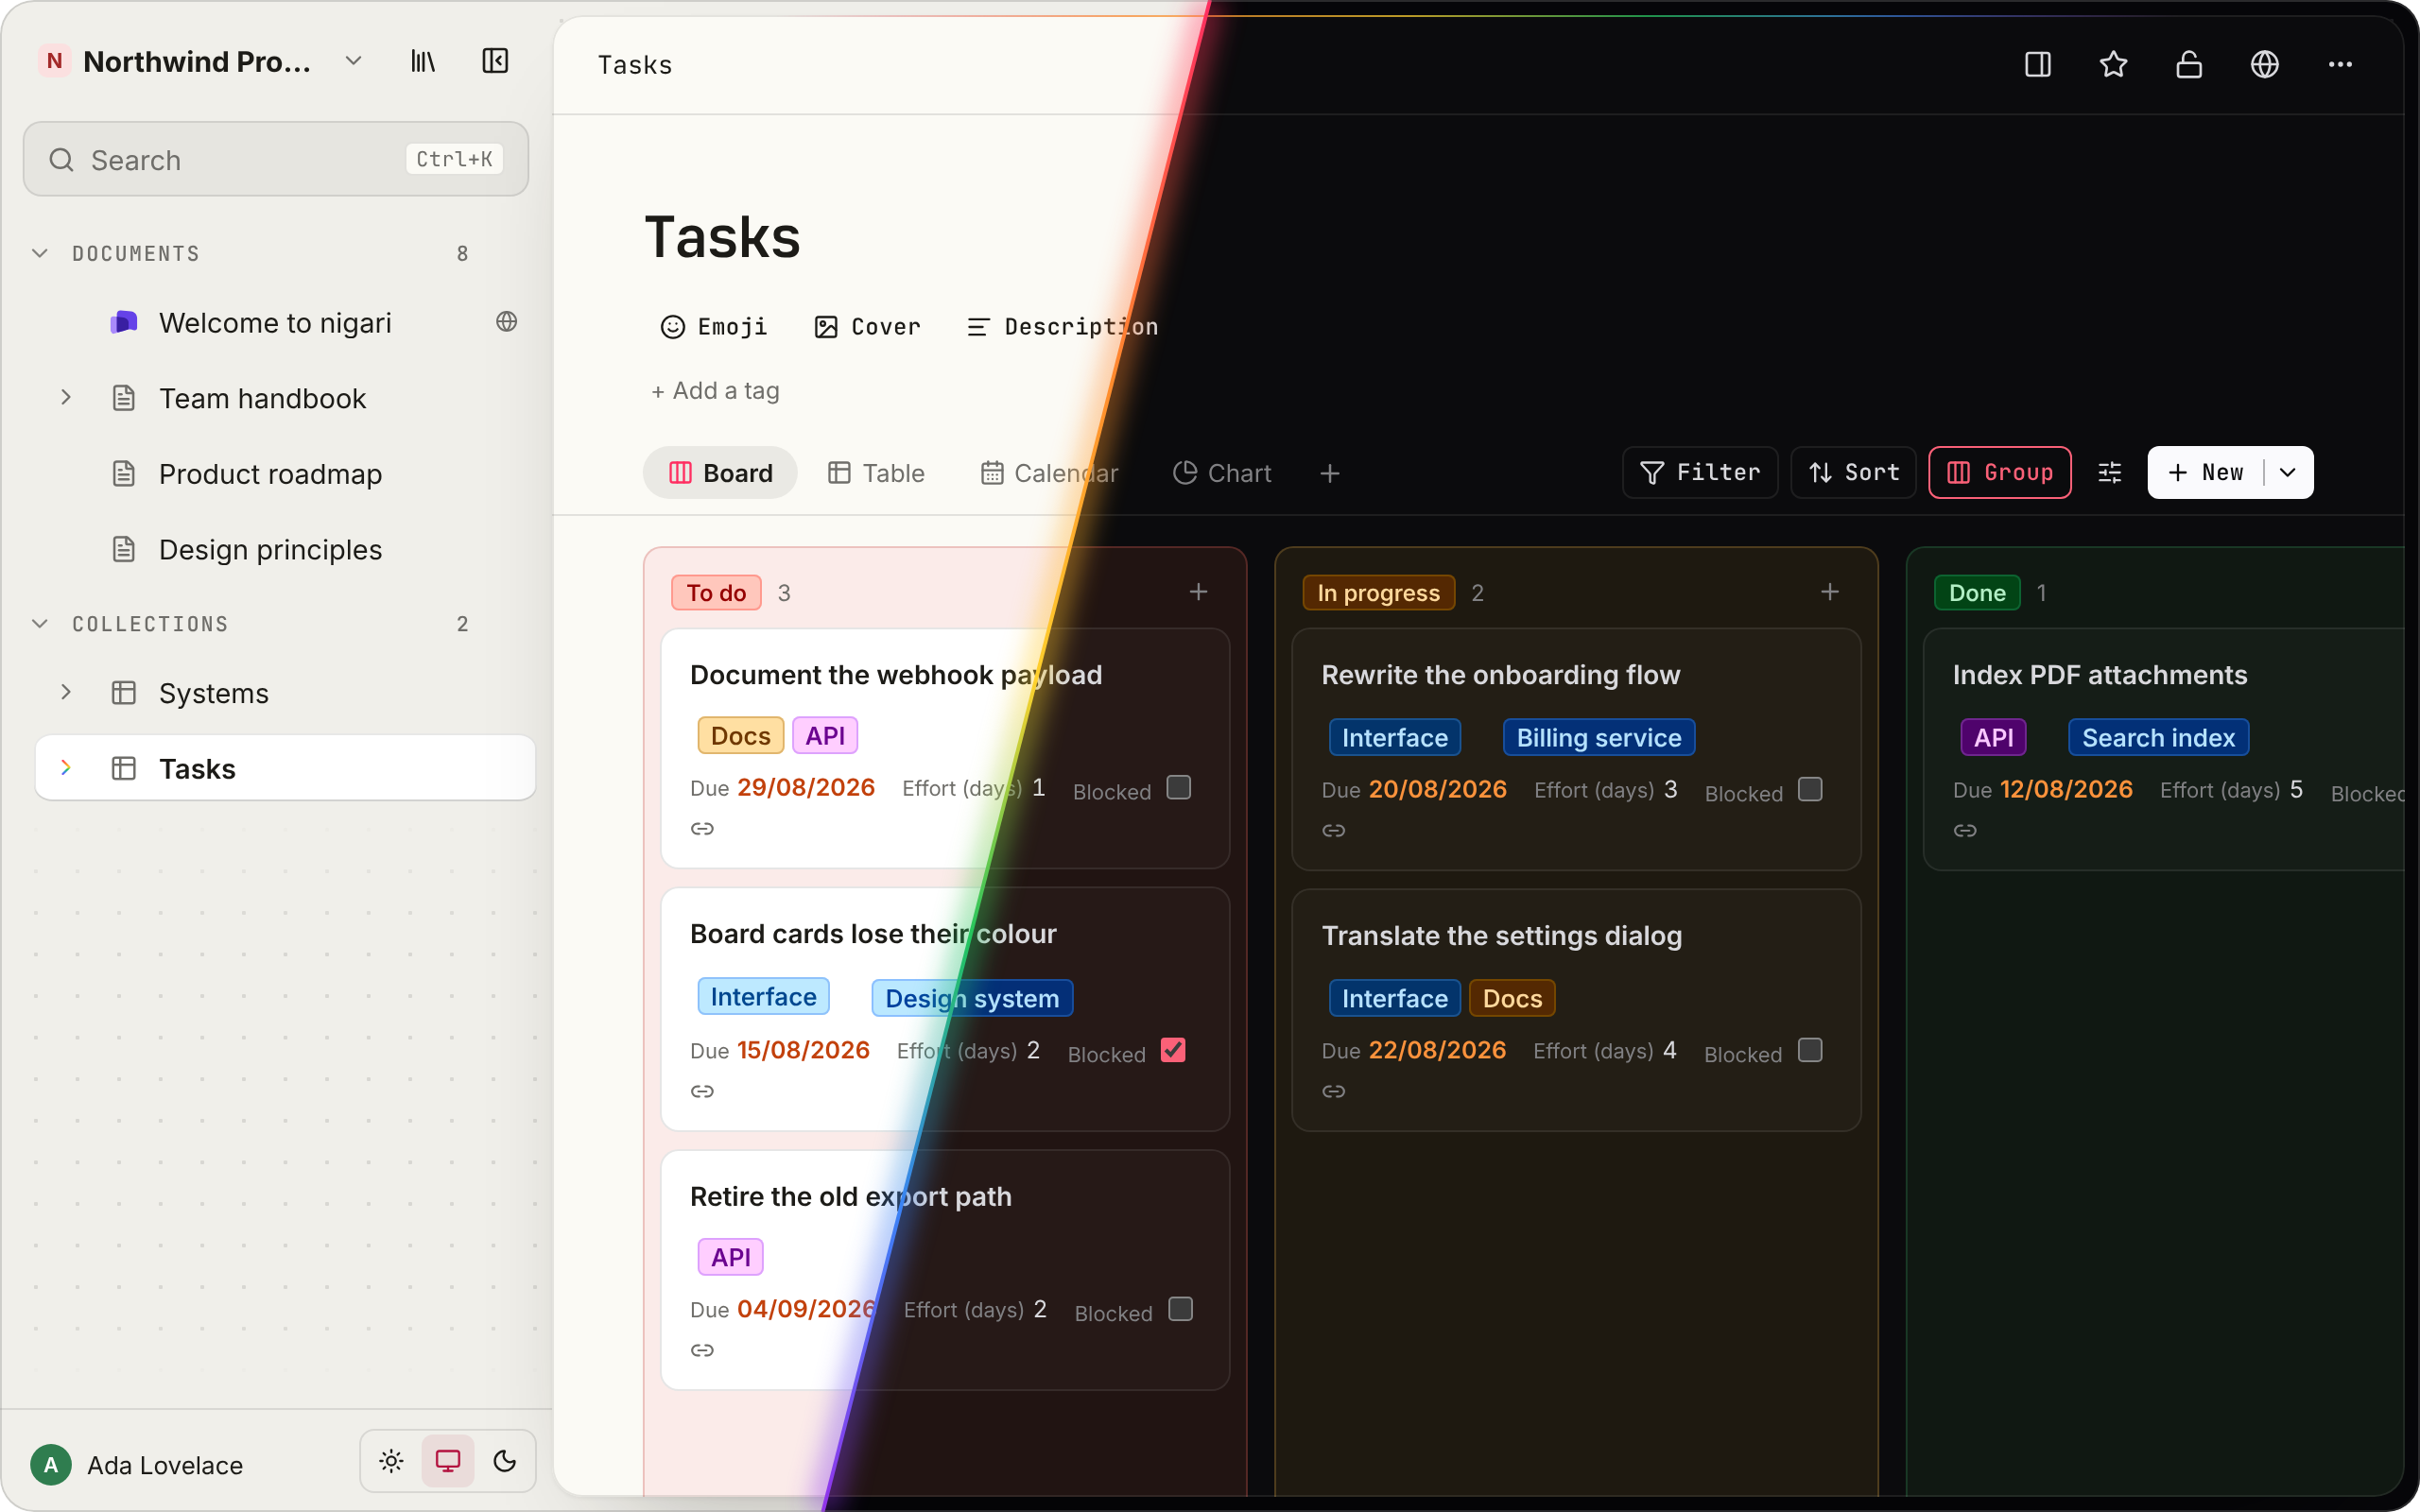 N Northwind Pro...
Search Ctrl+K
DOCUMENTS 8
Welcome to nigari
Team handbook
Product roadmap
Design principles
COLLECTIONS 2
Systems
Tasks
A Ada Lovelace
Tasks
Tasks
Emoji Cover Description
+ Add a tag
Board Table Calendar Chart
Filter Sort Group New
To do 3
Document the webhook payload
Docs API
Due 29/08/2026 Effort (days) 1 Blocked
Board cards lose their colour
Interface Design system
Due 15/08/2026 Effort (days) 2 Blocked
Retire the old export path
API
Due 04/09/2026 Effort (days) 2 Blocked
In progress 2
Rewrite the onboarding flow
Interface Billing service
Due 20/08/2026 Effort (days) 3 Blocked
Translate the settings dialog
Interface Docs
Due 22/08/2026 Effort (days) 4 Blocked
Done 1
Index PDF attachments
API Search index
Due 12/08/2026 Effort (days) 5 Blocked